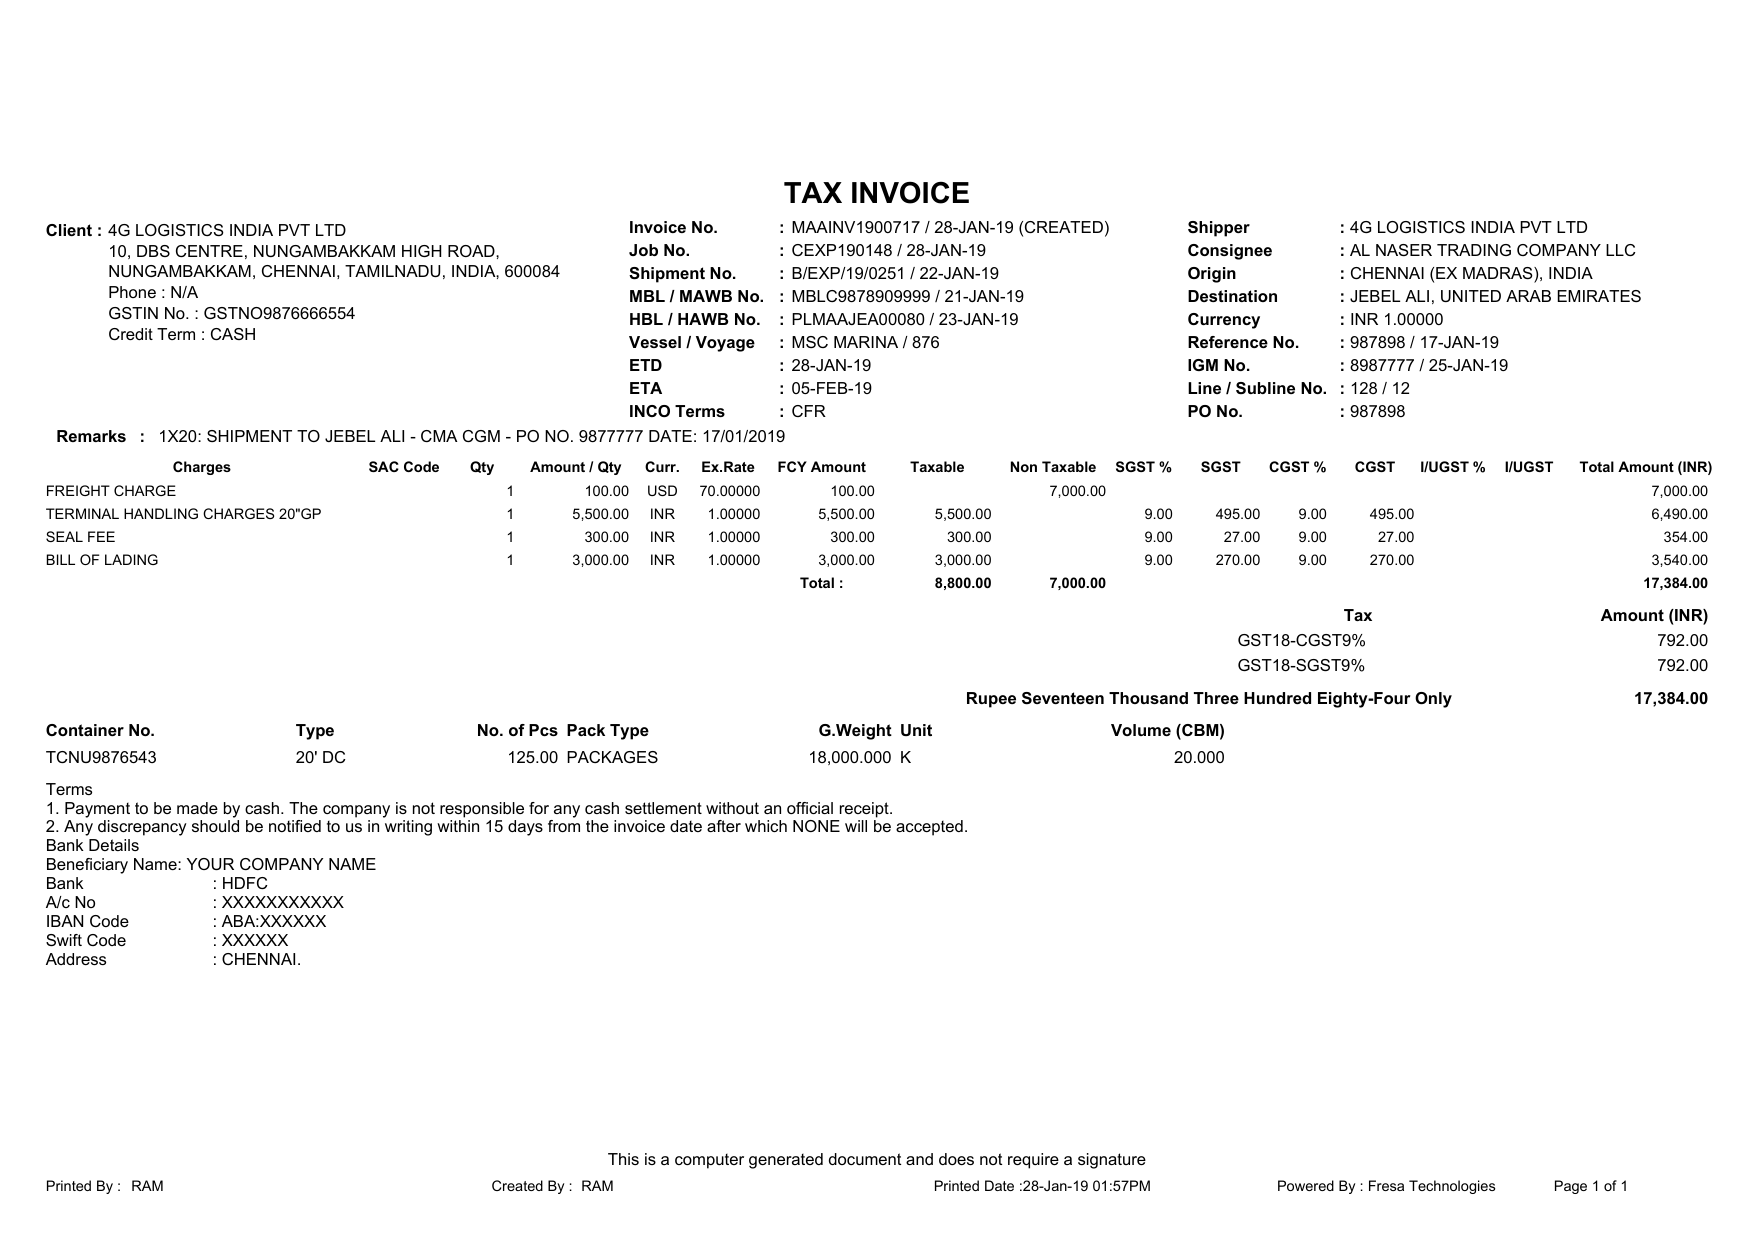 TAX INVOICE
Client : 4G LOGISTICS INDIA PVT LTD
10, DBS CENTRE, NUNGAMBAKKAM HIGH ROAD,
NUNGAMBAKKAM, CHENNAI, TAMILNADU, INDIA, 600084
Phone : N/A
GSTIN No. : GSTNO9876666554
Credit Term : CASH
Invoice No. : MAAINV1900717 / 28-JAN-19 (CREATED)
Job No. : CEXP190148 / 28-JAN-19
Shipment No. : B/EXP/19/0251 / 22-JAN-19
MBL / MAWB No. : MBLC9878909999 / 21-JAN-19
HBL / HAWB No. : PLMAAJEA00080 / 23-JAN-19
Vessel / Voyage : MSC MARINA / 876
ETD : 28-JAN-19
ETA : 05-FEB-19
INCO Terms : CFR
Shipper : 4G LOGISTICS INDIA PVT LTD
Consignee : AL NASER TRADING COMPANY LLC
Origin : CHENNAI (EX MADRAS), INDIA
Destination : JEBEL ALI, UNITED ARAB EMIRATES
Currency : INR 1.00000
Reference No. : 987898 / 17-JAN-19
IGM No. : 8987777 / 25-JAN-19
Line / Subline No. : 128 / 12
PO No. : 987898
Remarks : 1X20: SHIPMENT TO JEBEL ALI - CMA CGM - PO NO. 9877777 DATE: 17/01/2019
Charges SAC Code Qty Amount / Qty Curr. Ex.Rate FCY Amount Taxable Non Taxable SGST % SGST CGST % CGST I/UGST % I/UGST Total Amount (INR)
FREIGHT CHARGE 1 100.00 USD 70.00000 100.00 7,000.00 7,000.00
TERMINAL HANDLING CHARGES 20"GP 1 5,500.00 INR 1.00000 5,500.00 5,500.00 9.00 495.00 9.00 495.00 6,490.00
SEAL FEE 1 300.00 INR 1.00000 300.00 300.00 9.00 27.00 9.00 27.00 354.00
BILL OF LADING 1 3,000.00 INR 1.00000 3,000.00 3,000.00 9.00 270.00 9.00 270.00 3,540.00
Total : 8,800.00 7,000.00 17,384.00
Tax Amount (INR)
GST18-CGST9% 792.00
GST18-SGST9% 792.00
Rupee Seventeen Thousand Three Hundred Eighty-Four Only 17,384.00
Container No. Type No. of Pcs Pack Type G.Weight Unit Volume (CBM)
TCNU9876543 20' DC 125.00 PACKAGES 18,000.000 K 20.000
Terms
1. Payment to be made by cash. The company is not responsible for any cash settlement without an official receipt.
2. Any discrepancy should be notified to us in writing within 15 days from the invoice date after which NONE will be accepted.
Bank Details
Beneficiary Name: YOUR COMPANY NAME
Bank : HDFC
A/c No : XXXXXXXXXXX
IBAN Code : ABA:XXXXXX
Swift Code : XXXXXX
Address : CHENNAI.
This is a computer generated document and does not require a signature
Printed By : RAM Created By : RAM Printed Date :28-Jan-19 01:57PM Powered By : Fresa Technologies Page 1 of 1